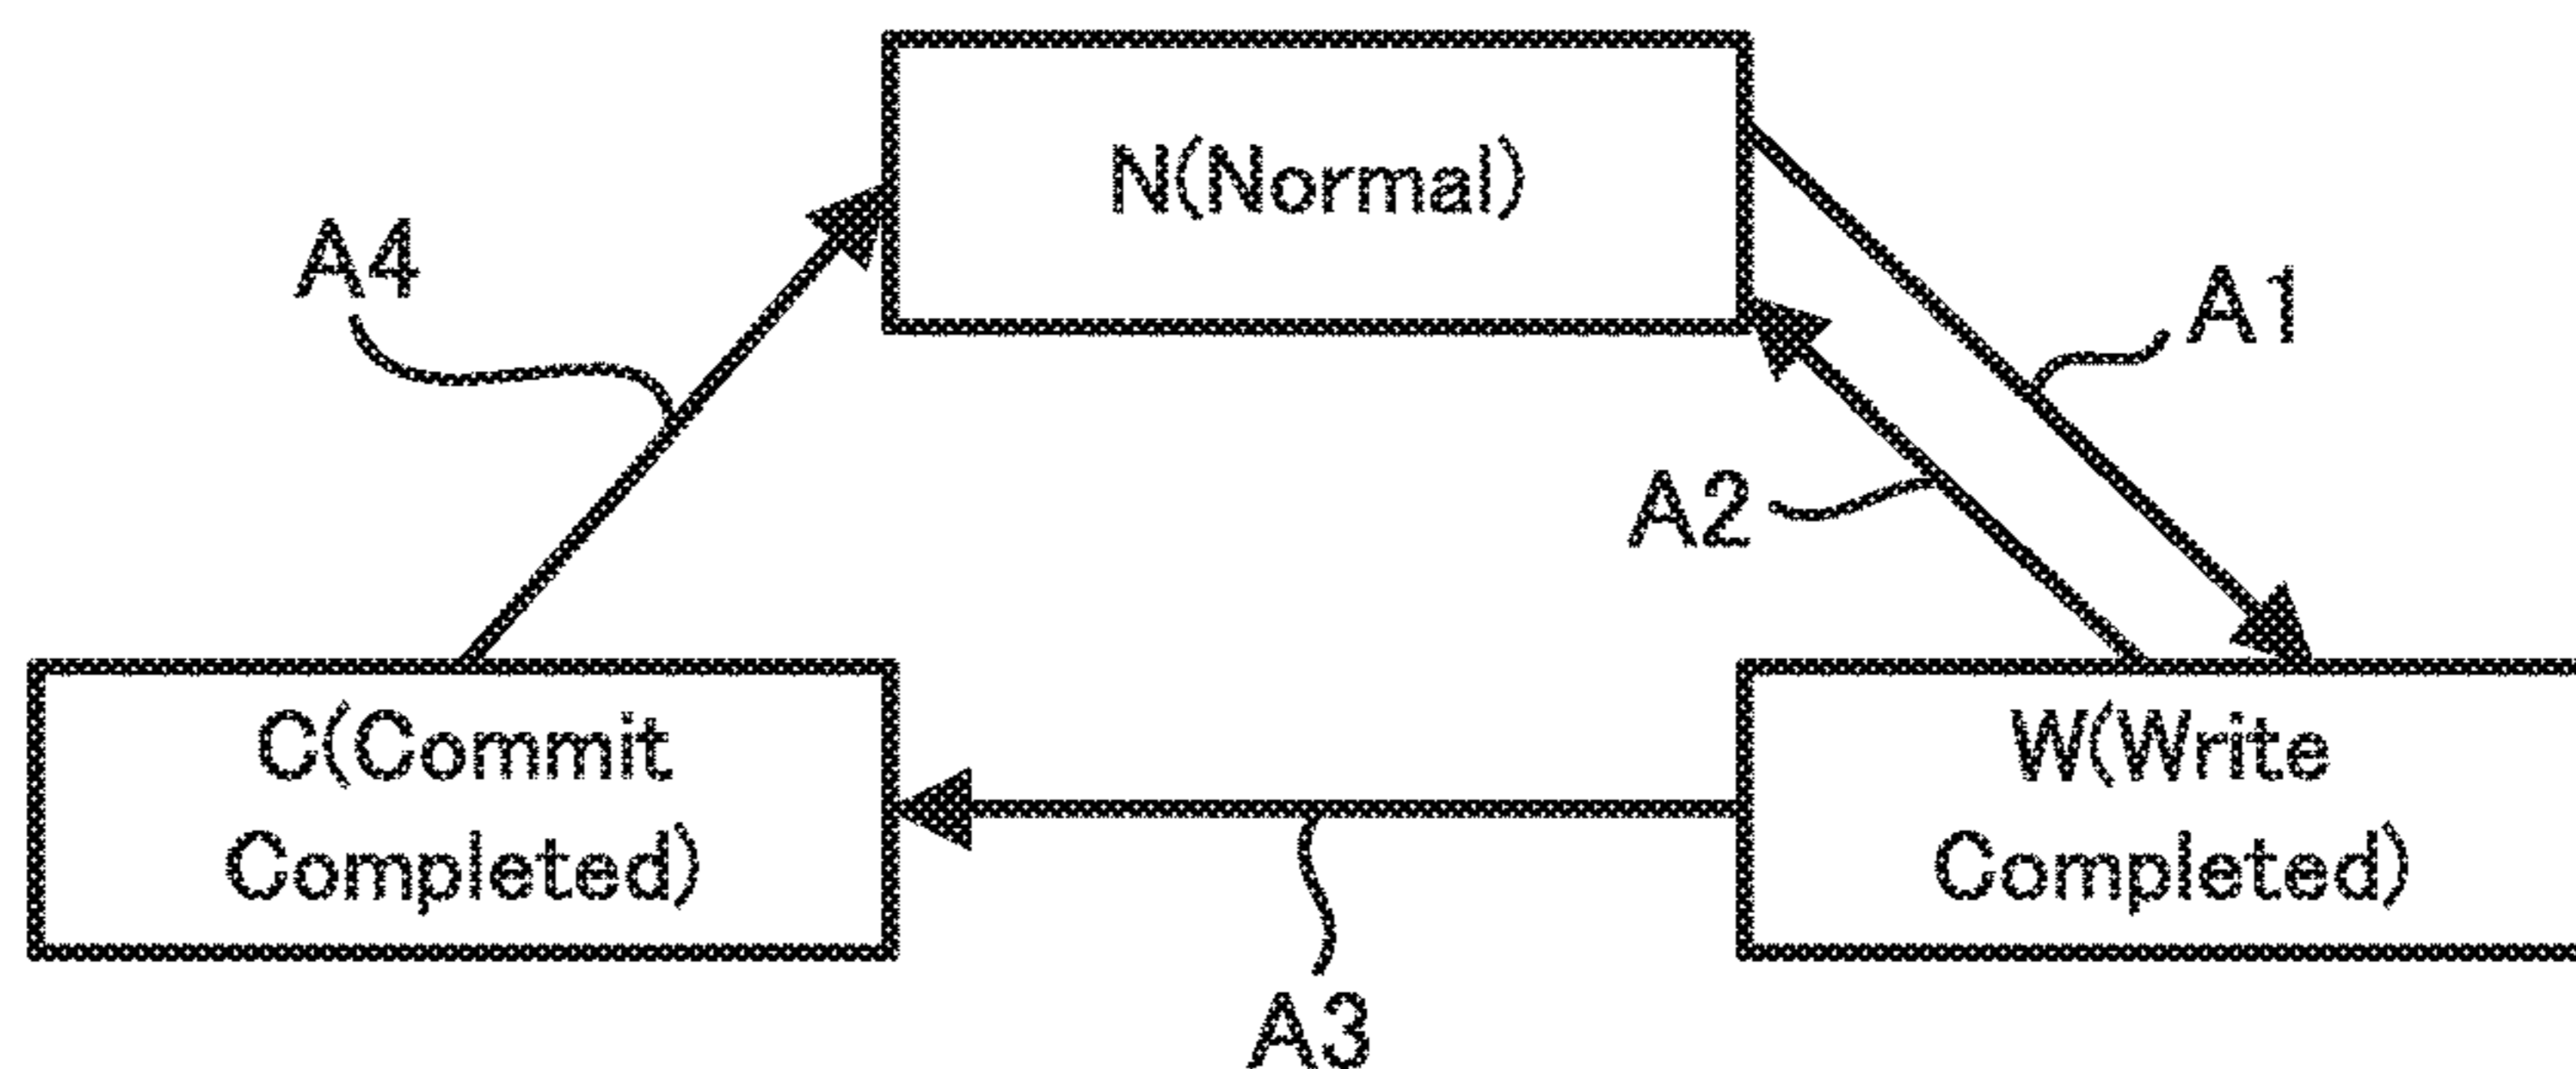 N(Normal)
A4
A1
A2
C(Commit
Completed)
W(Write
Completed)
A3